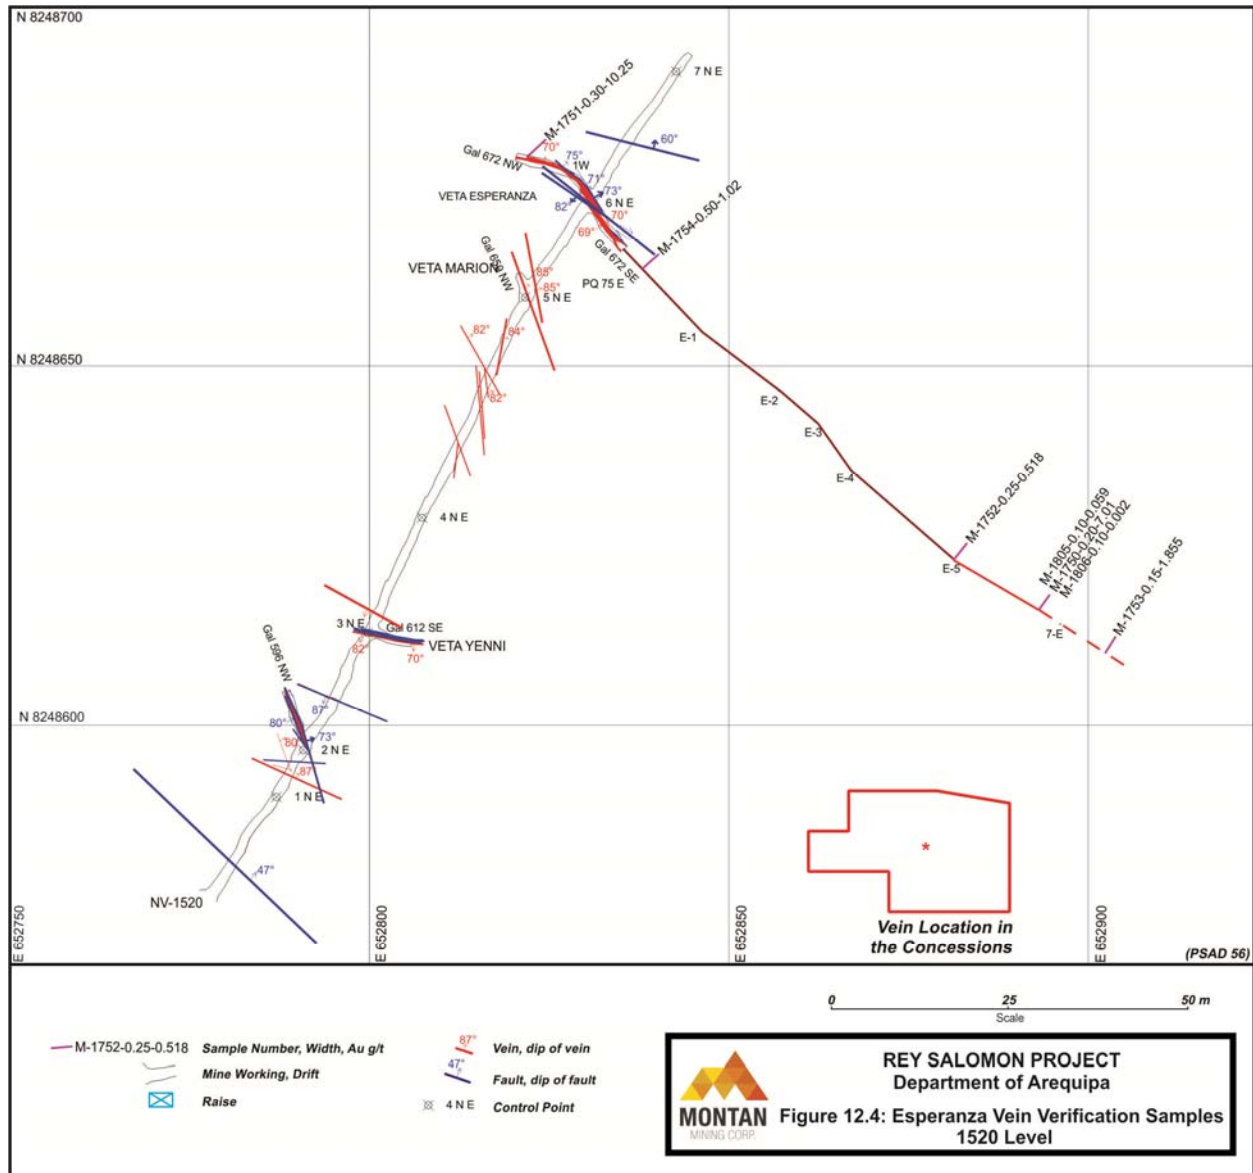 N 8248700
7 N E
M-1751-0.30-10.25
60°
70°
75°
Gal 672 NW
1W
71°
73°
VETA ESPERANZA
6 N E
82°
70°
M-1754-0.50-1.02
69°
Gal 672 SE
Gal 659 NW
VETA MARION
85°
PQ 75 E
85°
5 N E
82°
84°
E-1
N 8248650
82°
E-2
E-3
E-4
M-1752-0.25-0.518
M-1805-0.10-0.059
M-1750-0.20-7.01
M-1806-0.10-0.002
4 N E
E-5
M-1753-0.15-1.855
3 N E
Gal 612 SE
7-E
82°
VETA YENNI
70°
Gal 596 NW
87°
N 8248600
80°
73°
80
2 N E
87°
1 N E
47°
NV-1520
*
Vein Location in
the Concessions
E 652750
E 652800
E 652850
E 652900
(PSAD 56)
0 25 50 m
Scale
M-1752-0.25-0.518 Sample Number, Width, Au g/t
Mine Working, Drift
Raise
87°
Vein, dip of vein
47°
Fault, dip of fault
4 N E Control Point
MONTAN
MINING CORP.
REY SALOMON PROJECT
Department of Arequipa
Figure 12.4: Esperanza Vein Verification Samples
1520 Level